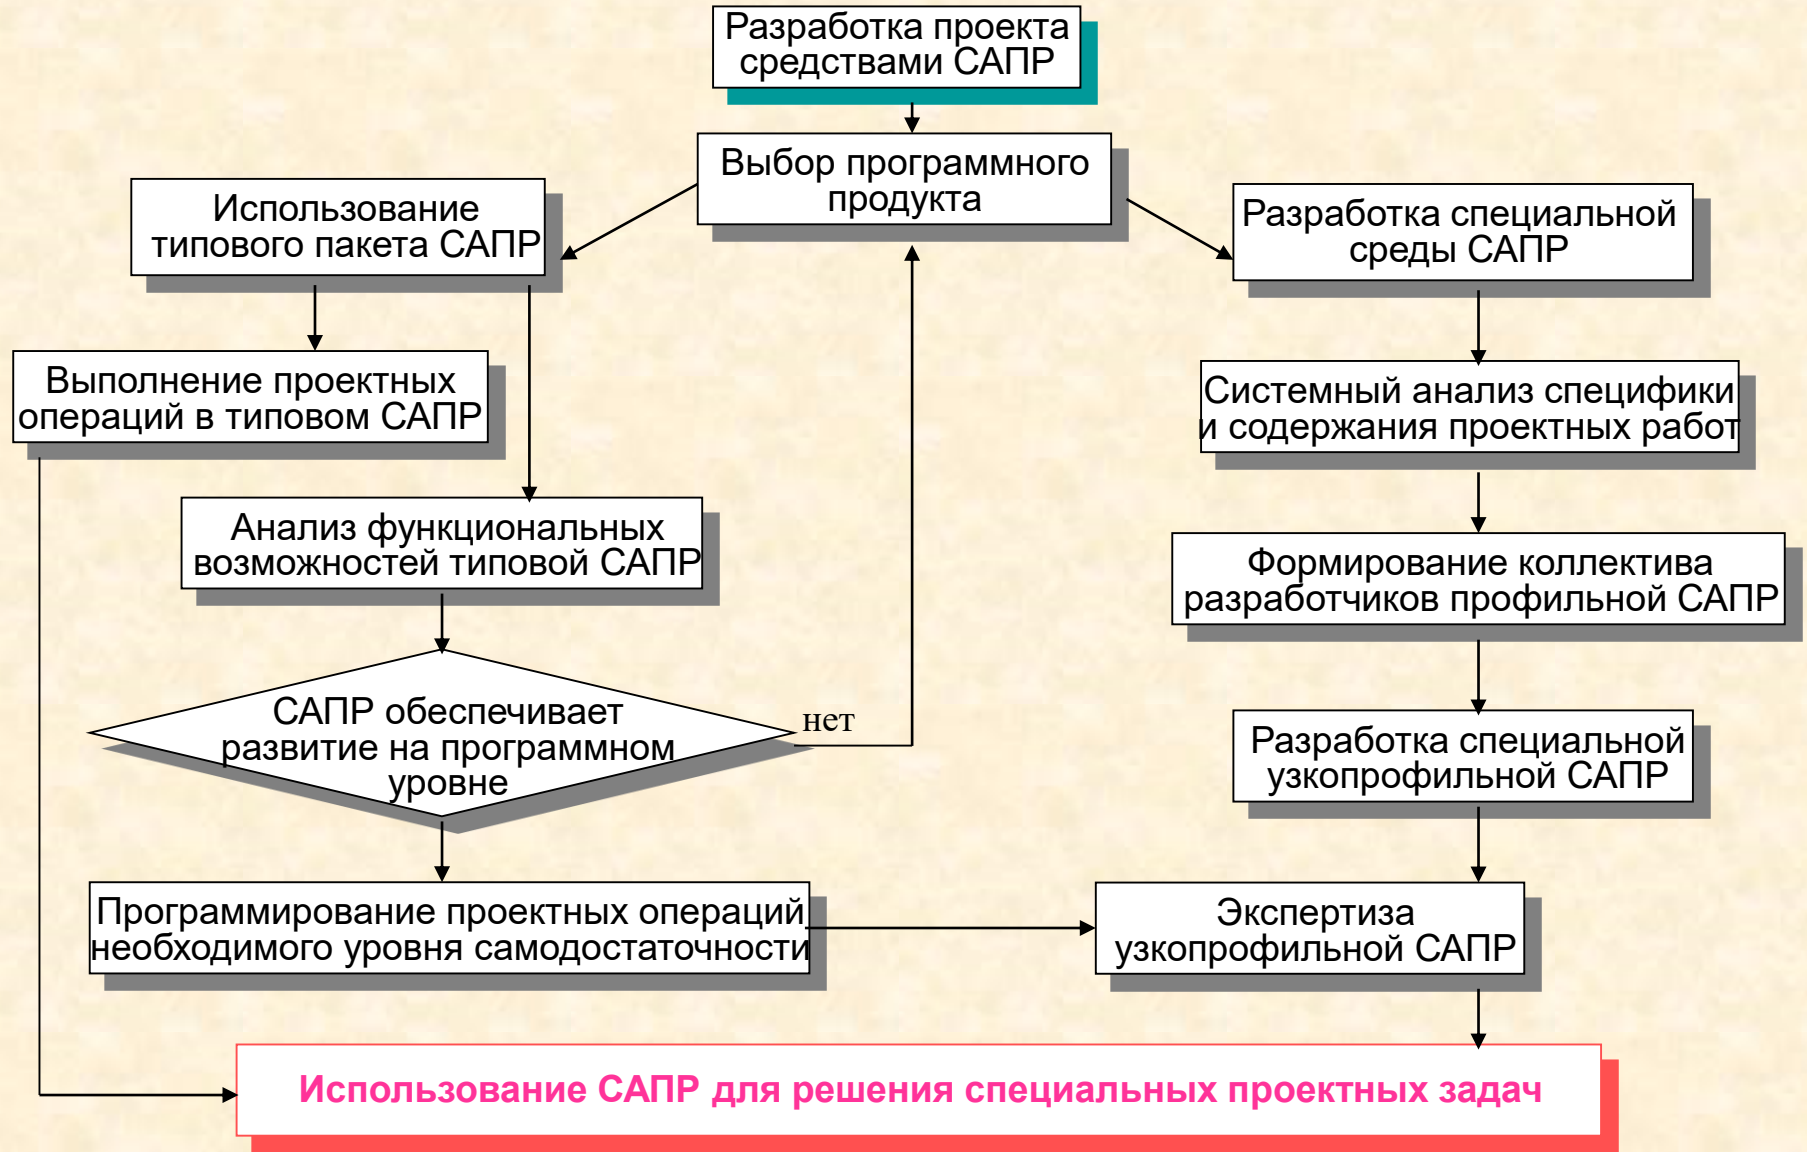 Разработка проекта
средствами САПР
Выбор программного
продукта
Использование
типового пакета САПР
Разработка специальной
среды САПР
Выполнение проектных
операций в типовом САПР
Системный анализ специфики
и содержания проектных работ
Анализ функциональных
возможностей типовой САПР
Формирование коллектива
разработчиков профильной САПР
САПР обеспечивает
развитие на программном
уровне
нет
Разработка специальной
узкопрофильной САПР
Программирование проектных операций
необходимого уровня самодостаточности
Экспертиза
узкопрофильной САПР
Использование САПР для решения специальных проектных задач